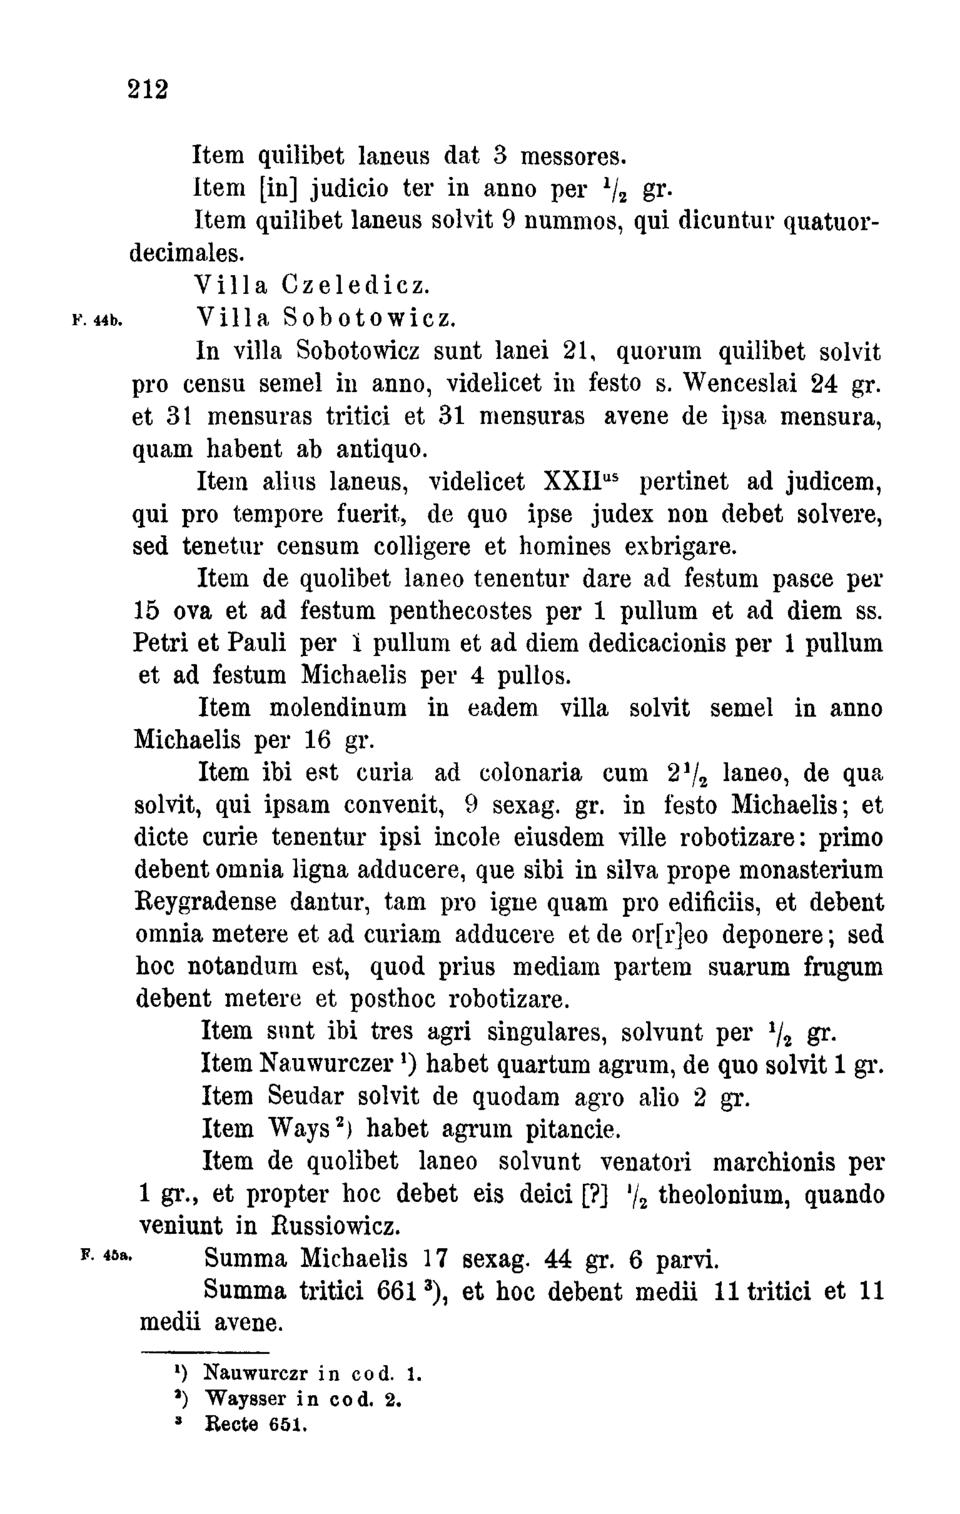 212
Item quilibet laneus dat 3 messores.
Item [in] judicio ter in anno per ½ gr.
Item quilibet laneus solvit 9 nummos, qui dicuntur quatuor-
decimales.
Villa Czeledicz.
F. 44b. Villa Sobotowicz.
In villa Sobotowicz sunt lanei 21, quorum quilibet solvit
pro censu semel in anno, videlicet in festo s. Wenceslai 24 gr.
et 31 mensuras tritici et 31 mensuras avene de ipsa mensura,
quam habent ab antiquo.
Item alius laneus, videlicet XXIIᵘˢ pertinet ad judicem,
qui pro tempore fuerit, de quo ipse judex non debet solvere,
sed tenetur censum colligere et homines exbrigare.
Item de quolibet laneo tenentur dare ad festum pasce per
15 ova et ad festum penthecostes per 1 pullum et ad diem ss.
Petri et Pauli per 1 pullum et ad diem dedicacionis per 1 pullum
et ad festum Michaelis per 4 pullos.
Item molendinum in eadem villa solvit semel in anno
Michaelis per 16 gr.
Item ibi est curia ad colonaria cum 2½ laneo, de qua
solvit, qui ipsam convenit, 9 sexag. gr. in festo Michaelis; et
dicte curie tenentur ipsi incole eiusdem ville robotizare: primo
debent omnia ligna adducere, que sibi in silva prope monasterium
Reygradense dantur, tam pro igne quam pro edificiis, et debent
omnia metere et ad curiam adducere et de or[r]eo deponere; sed
hoc notandum est, quod prius mediam partem suarum frugum
debent metere et posthoc robotizare.
Item sunt ibi tres agri singulares, solvunt per ½ gr.
Item Nauwurczer ¹) habet quartum agrum, de quo solvit 1 gr.
Item Seudar solvit de quodam agro alio 2 gr.
Item Ways ²) habet agrum pitancie.
Item de quolibet laneo solvunt venatori marchionis per
1 gr., et propter hoc debet eis deici [?] ½ theolonium, quando
veniunt in Russiowicz.
F. 45a. Summa Michaelis 17 sexag. 44 gr. 6 parvi.
Summa tritici 661 ³), et hoc debent medii 11 tritici et 11
medii avene.
¹) Nauwurczr in cod. 1.
²) Waysser in cod. 2.
³ Recte 651.